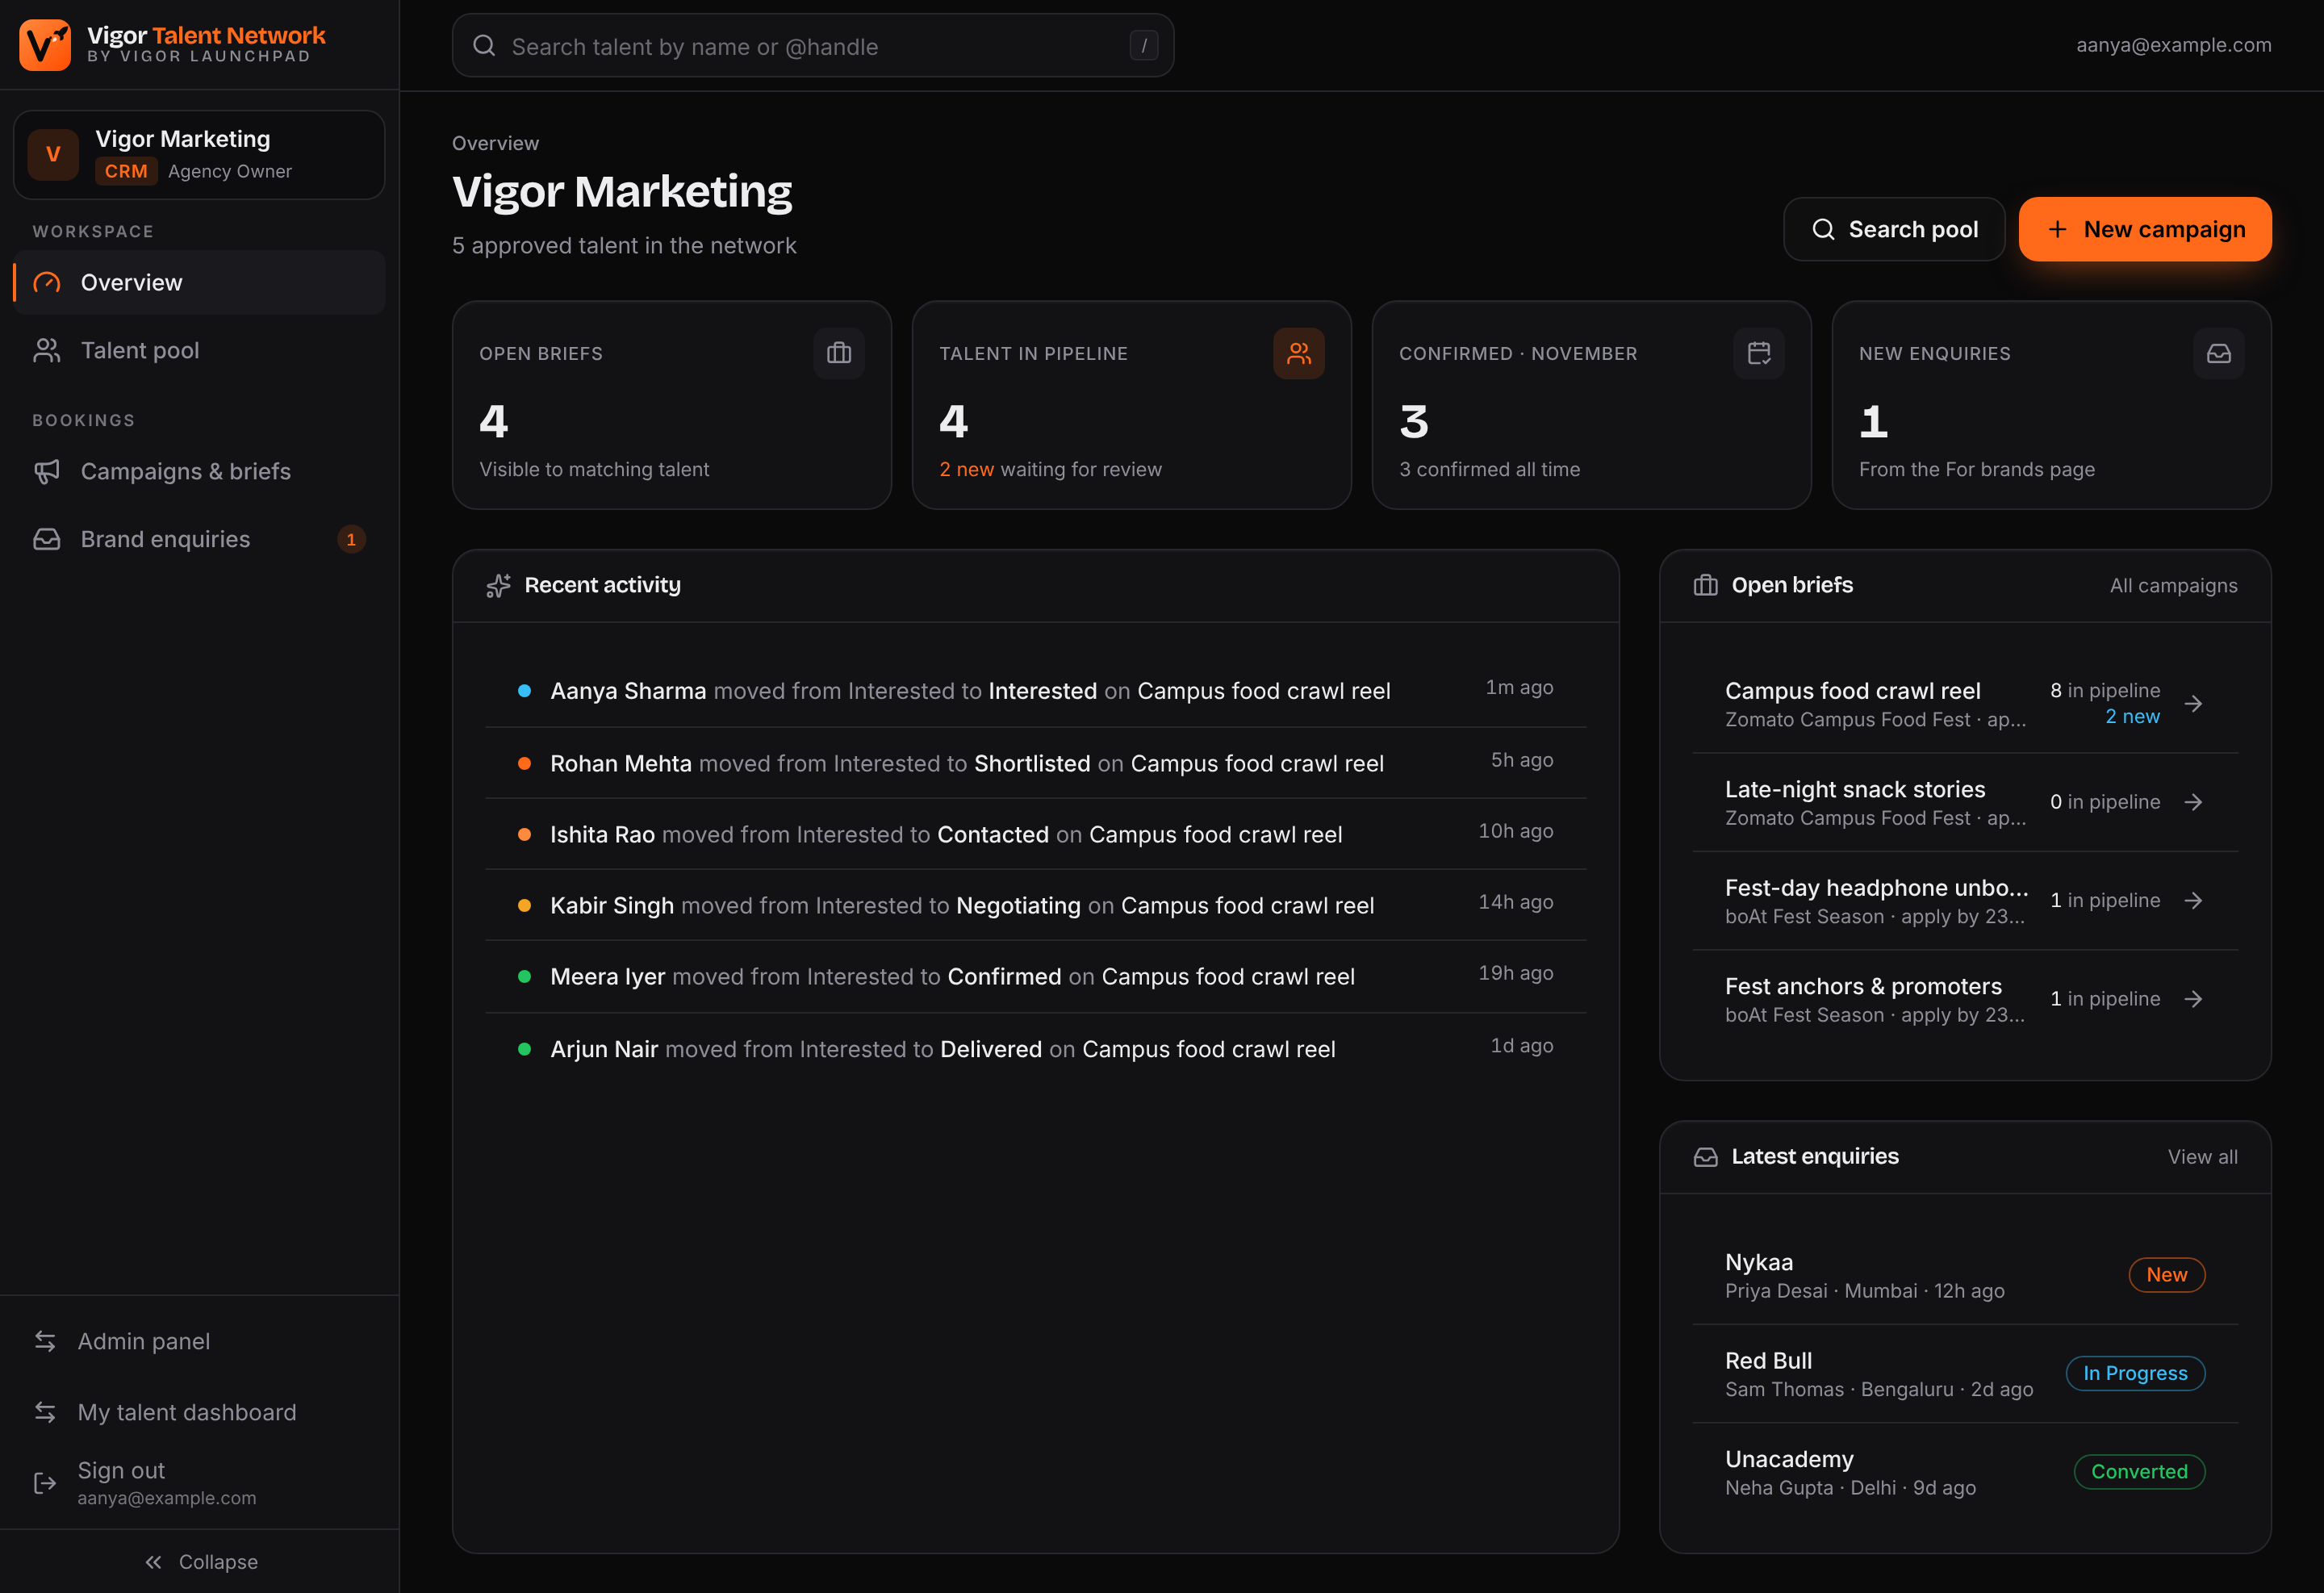 Vigor Talent Network
BY VIGOR LAUNCHPAD
Search talent by name or @handle
/
aanya@example.com
V
Vigor Marketing
CRM Agency Owner
WORKSPACE
Overview
Talent pool
BOOKINGS
Campaigns & briefs
Brand enquiries 1
Admin panel
My talent dashboard
Sign out
aanya@example.com
Collapse
Overview
Vigor Marketing
5 approved talent in the network
Search pool
New campaign
OPEN BRIEFS
4
Visible to matching talent
TALENT IN PIPELINE
4
2 new waiting for review
CONFIRMED · NOVEMBER
3
3 confirmed all time
NEW ENQUIRIES
1
From the For brands page
Recent activity
Aanya Sharma moved from Interested to Interested on Campus food crawl reel 1m ago
Rohan Mehta moved from Interested to Shortlisted on Campus food crawl reel 5h ago
Ishita Rao moved from Interested to Contacted on Campus food crawl reel 10h ago
Kabir Singh moved from Interested to Negotiating on Campus food crawl reel 14h ago
Meera Iyer moved from Interested to Confirmed on Campus food crawl reel 19h ago
Arjun Nair moved from Interested to Delivered on Campus food crawl reel 1d ago
Open briefs All campaigns
Campus food crawl reel 8 in pipeline
Zomato Campus Food Fest · ap... 2 new
Late-night snack stories 0 in pipeline
Zomato Campus Food Fest · ap...
Fest-day headphone unbo... 1 in pipeline
boAt Fest Season · apply by 23...
Fest anchors & promoters 1 in pipeline
boAt Fest Season · apply by 23...
Latest enquiries View all
Nykaa New
Priya Desai · Mumbai · 12h ago
Red Bull In Progress
Sam Thomas · Bengaluru · 2d ago
Unacademy Converted
Neha Gupta · Delhi · 9d ago